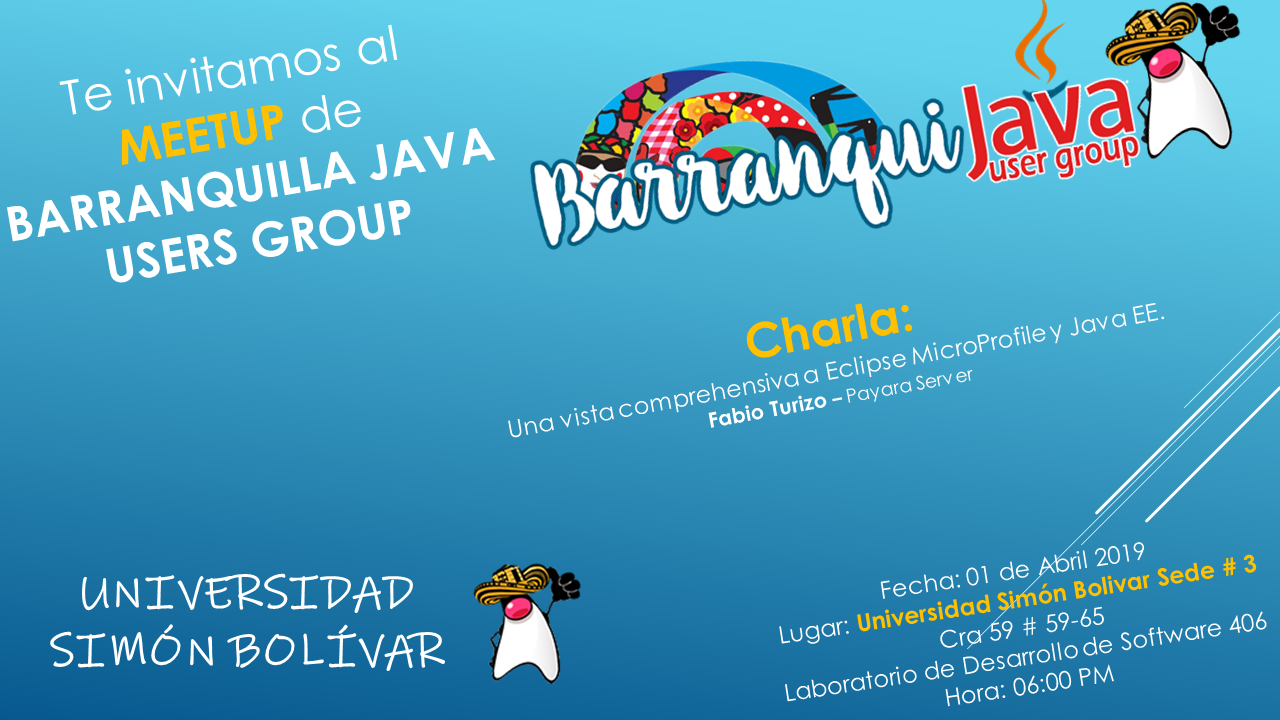 Te invitamos al
MEETUP de
BARRANQUILLA JAVA
USERS GROUP
BarranquiJava
user group
Charla:
Una vista comprehensiva a Eclipse MicroProfile y Java EE.
Fabio Turizo – Payara Server
UNIVERSIDAD
SIMÓN BOLÍVAR
Fecha: 01 de Abril 2019
Lugar: Universidad Simón Bolivar Sede # 3
Cra 59 # 59-65
Laboratorio de Desarrollo de Software 406
Hora: 06:00 PM